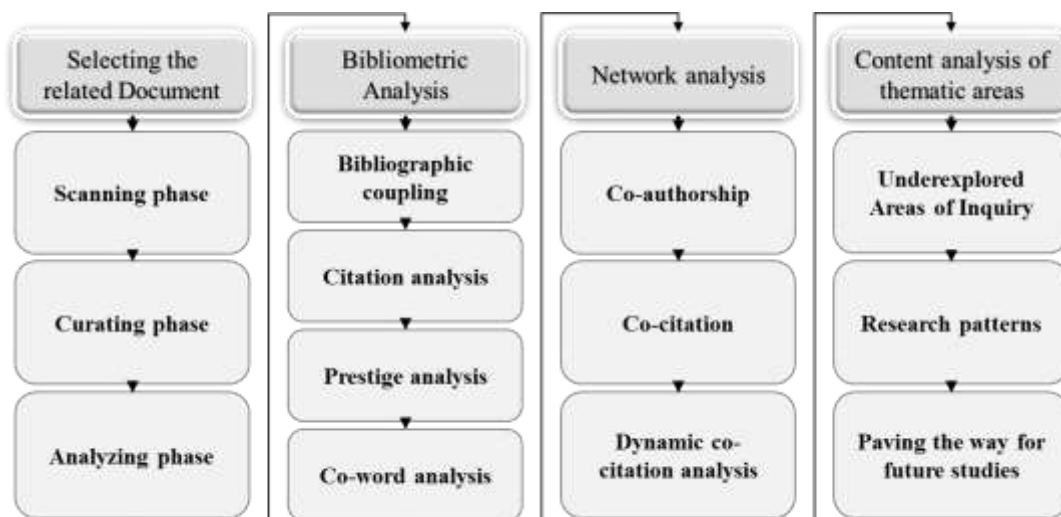 Selecting the
related Document
Scanning phase
Curating phase
Analyzing phase
Bibliometric
Analysis
Bibliographic
coupling
Citation analysis
Prestige analysis
Co-word analysis
Network analysis
Co-authorship
Co-citation
Dynamic co-
citation analysis
Content analysis of
thematic areas
Underexplored
Areas of Inquiry
Research patterns
Paving the way for
future studies